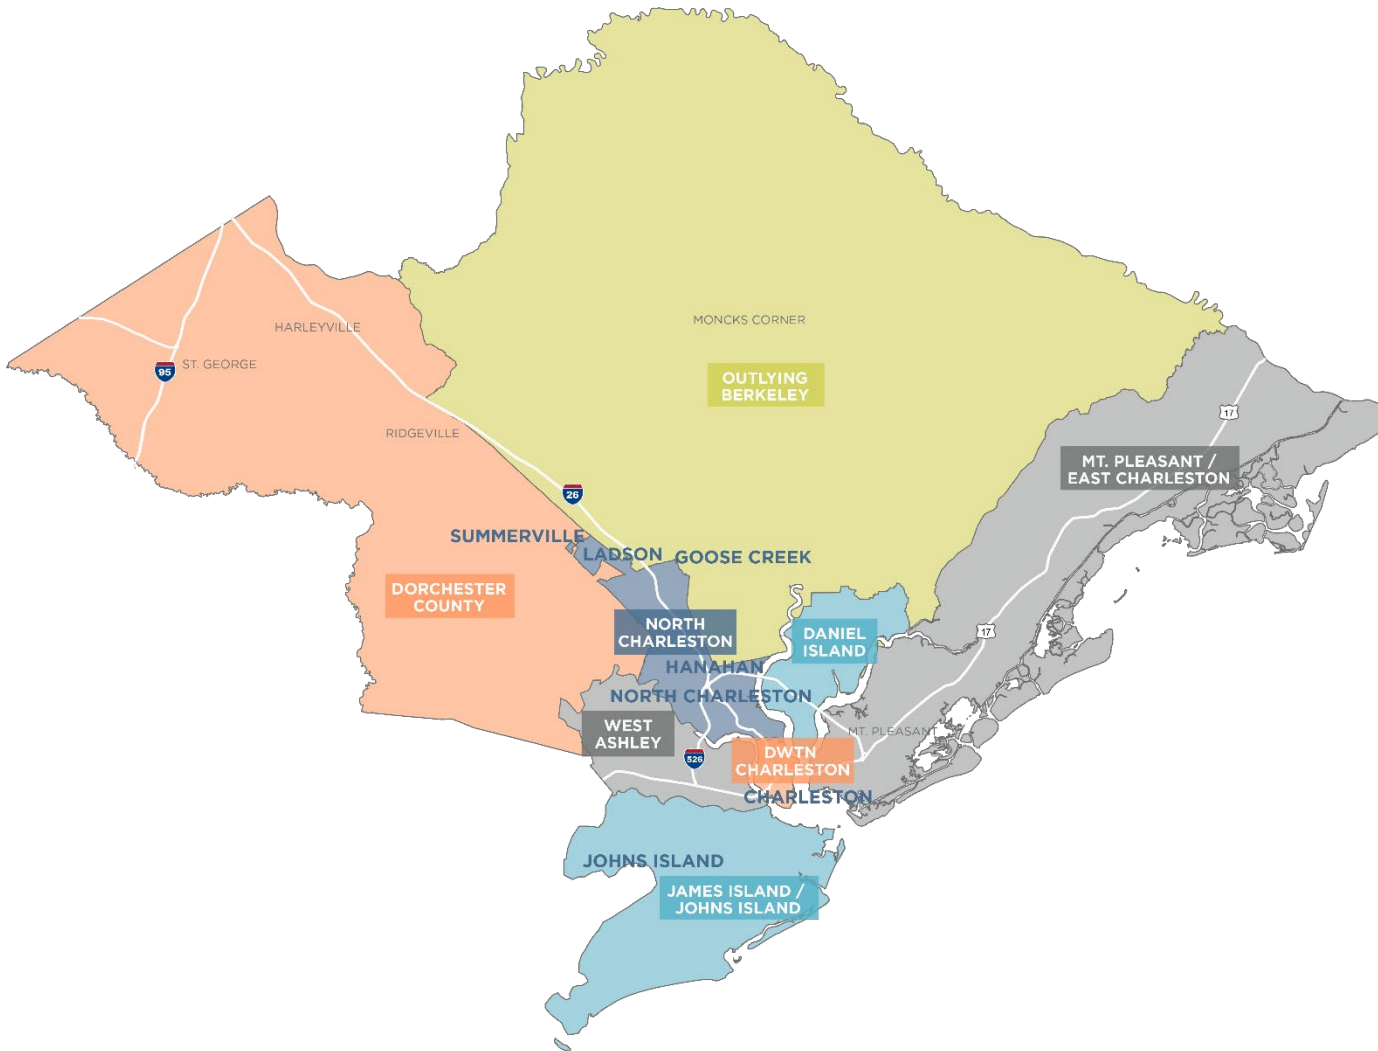 HARLEYVILLE
MONCKS CORNER
ST. GEORGE
95
OUTLYING
BERKELEY
17
RIDGEVILLE
MT. PLEASANT /
EAST CHARLESTON
26
SUMMERVILLE
LADSON
GOOSE CREEK
DORCHESTER
COUNTY
NORTH
CHARLESTON
DANIEL
ISLAND
17
HANAHAN
NORTH CHARLESTON
WEST
ASHLEY
MT. PLEASANT
526
DWTN
CHARLESTON
CHARLESTON
JOHNS ISLAND
JAMES ISLAND /
JOHNS ISLAND